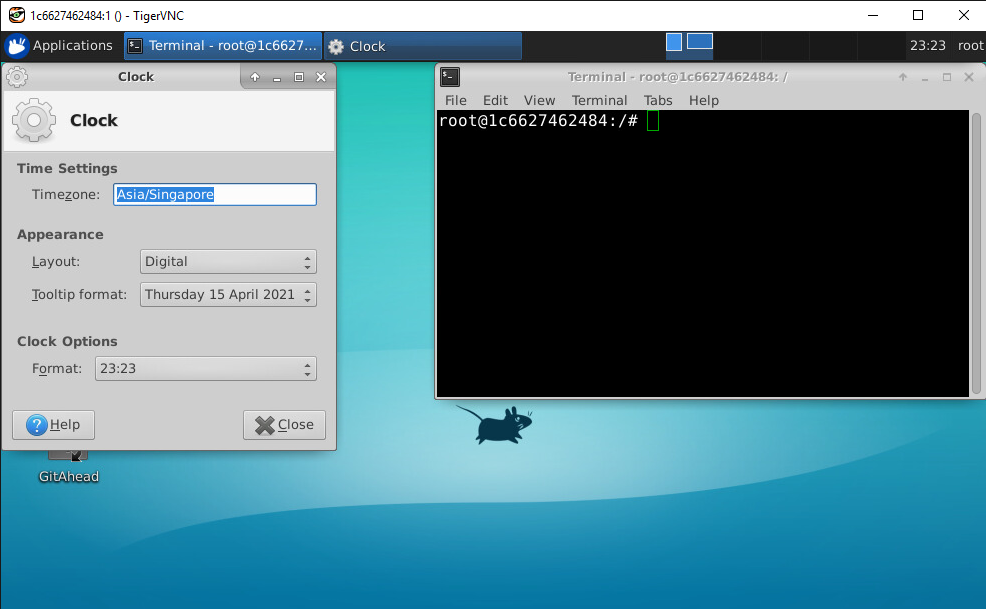 1c6627462484:1 () - TigerVNC
Applications
Terminal - root@1c6627...
Clock
23:23
root
Clock
Clock
Time Settings
Timezone: Asia/Singapore
Appearance
Layout: Digital
Tooltip format: Thursday 15 April 2021
Clock Options
Format: 23:23
Help
Close
Terminal - root@1c6627462484: /
File Edit View Terminal Tabs Help
root@1c6627462484:/#
GitAhead